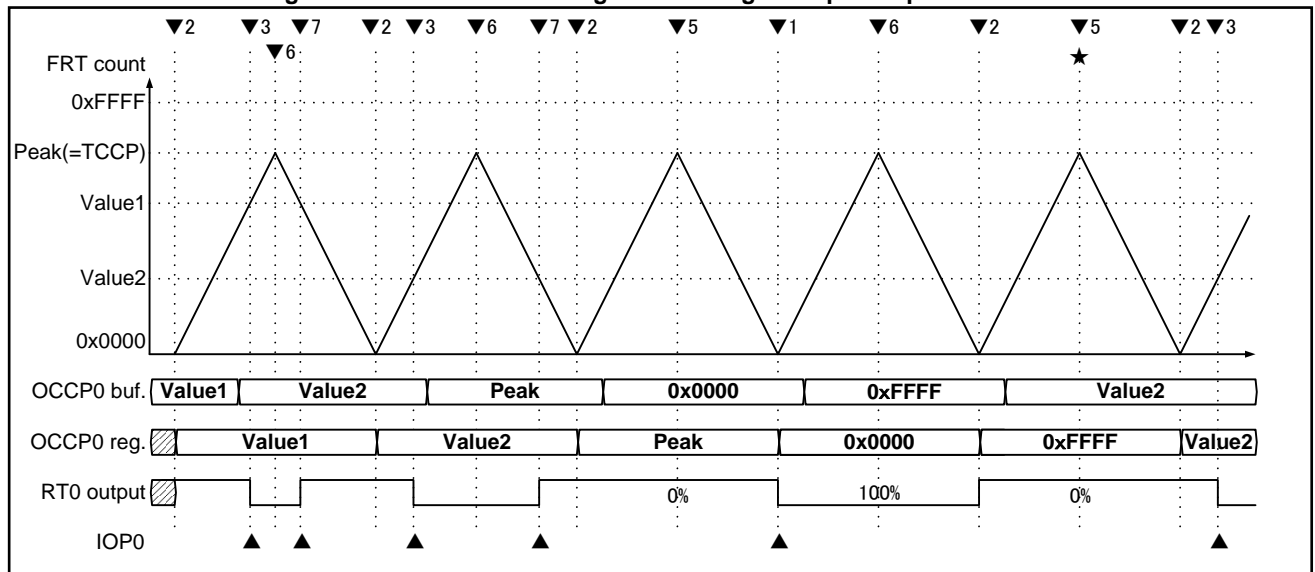 ▼2 ▼3 ▼7 ▼2 ▼3 ▼6 ▼7 ▼2 ▼5 ▼1 ▼6 ▼2 ▼5 ▼2 ▼3
▼6 ★
FRT count
0xFFFF
Peak(=TCCP)
Value1
Value2
0x0000
OCCP0 buf. Value1 Value2 Peak 0x0000 0xFFFF Value2
OCCP0 reg. Value1 Value2 Peak 0x0000 0xFFFF Value2
RT0 output 0% 100% 0%
IOP0 ▲ ▲ ▲ ▲ ▲ ▲